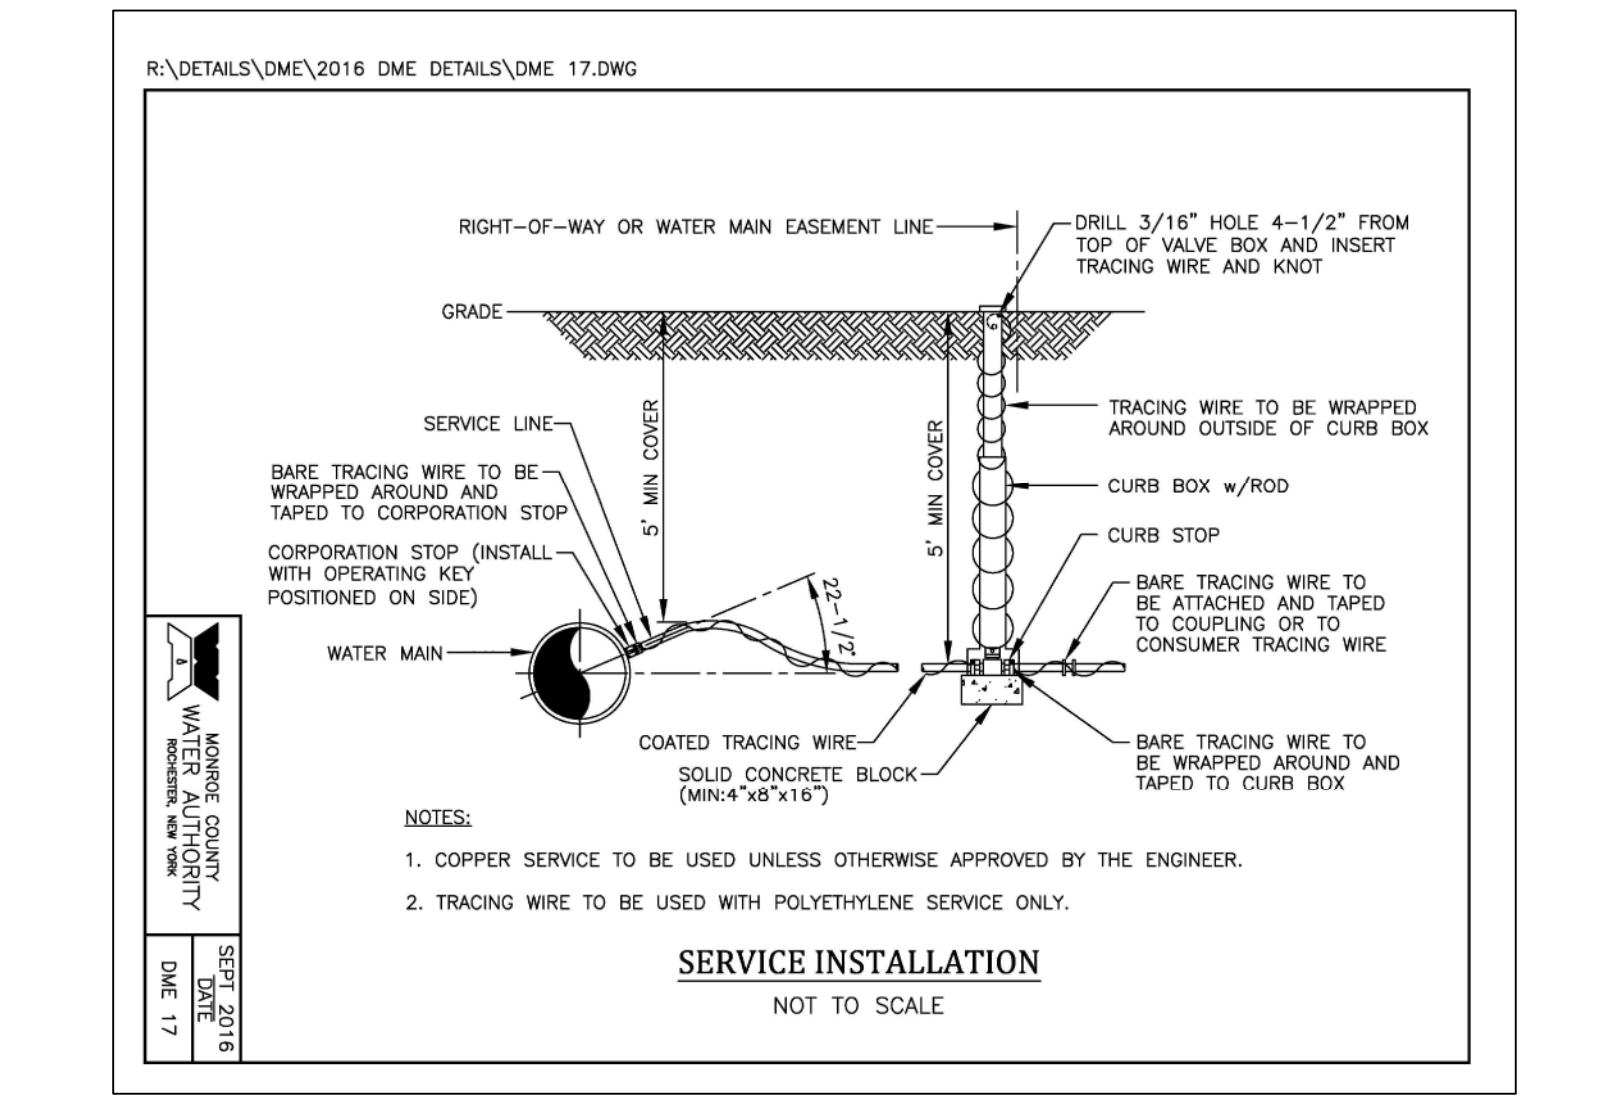 R:\DETAILS\DME\2016 DME DETAILS\DME 17.DWG
RIGHT-OF-WAY OR WATER MAIN EASEMENT LINE
DRILL 3/16" HOLE 4-1/2" FROM
TOP OF VALVE BOX AND INSERT
TRACING WIRE AND KNOT
GRADE
5' MIN COVER
5' MIN COVER
TRACING WIRE TO BE WRAPPED
AROUND OUTSIDE OF CURB BOX
SERVICE LINE
BARE TRACING WIRE TO BE
WRAPPED AROUND AND
TAPED TO CORPORATION STOP
CURB BOX w/ROD
CURB STOP
CORPORATION STOP (INSTALL
WITH OPERATING KEY
POSITIONED ON SIDE)
22-1/2°
BARE TRACING WIRE TO
BE ATTACHED AND TAPED
TO COUPLING OR TO
CONSUMER TRACING WIRE
WATER MAIN
COATED TRACING WIRE
SOLID CONCRETE BLOCK
(MIN:4"x8"x16")
BARE TRACING WIRE TO
BE WRAPPED AROUND AND
TAPED TO CURB BOX
NOTES:
1. COPPER SERVICE TO BE USED UNLESS OTHERWISE APPROVED BY THE ENGINEER.
2. TRACING WIRE TO BE USED WITH POLYETHYLENE SERVICE ONLY.
SERVICE INSTALLATION
NOT TO SCALE
MONROE COUNTY
WATER AUTHORITY
ROCHESTER, NEW YORK
SEPT 2016
DATE
DME 17